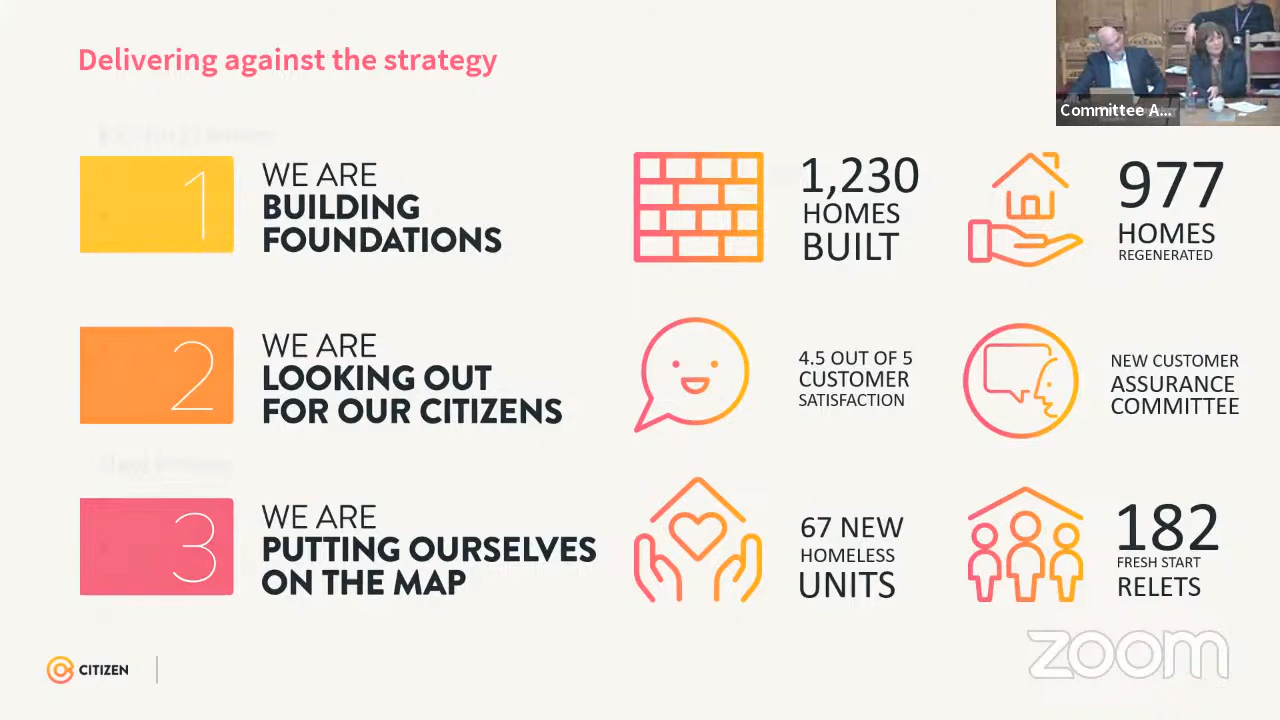 Delivering against the strategy
Committee A...
1
WE ARE
BUILDING
FOUNDATIONS
1,230
HOMES
BUILT
977
HOMES
REGENERATED
2
WE ARE
LOOKING OUT
FOR OUR CITIZENS
4.5 OUT OF 5
CUSTOMER
SATISFACTION
NEW CUSTOMER
ASSURANCE
COMMITTEE
3
WE ARE
PUTTING OURSELVES
ON THE MAP
67 NEW
HOMELESS
UNITS
182
FRESH START
RELETS
CITIZEN
zoom